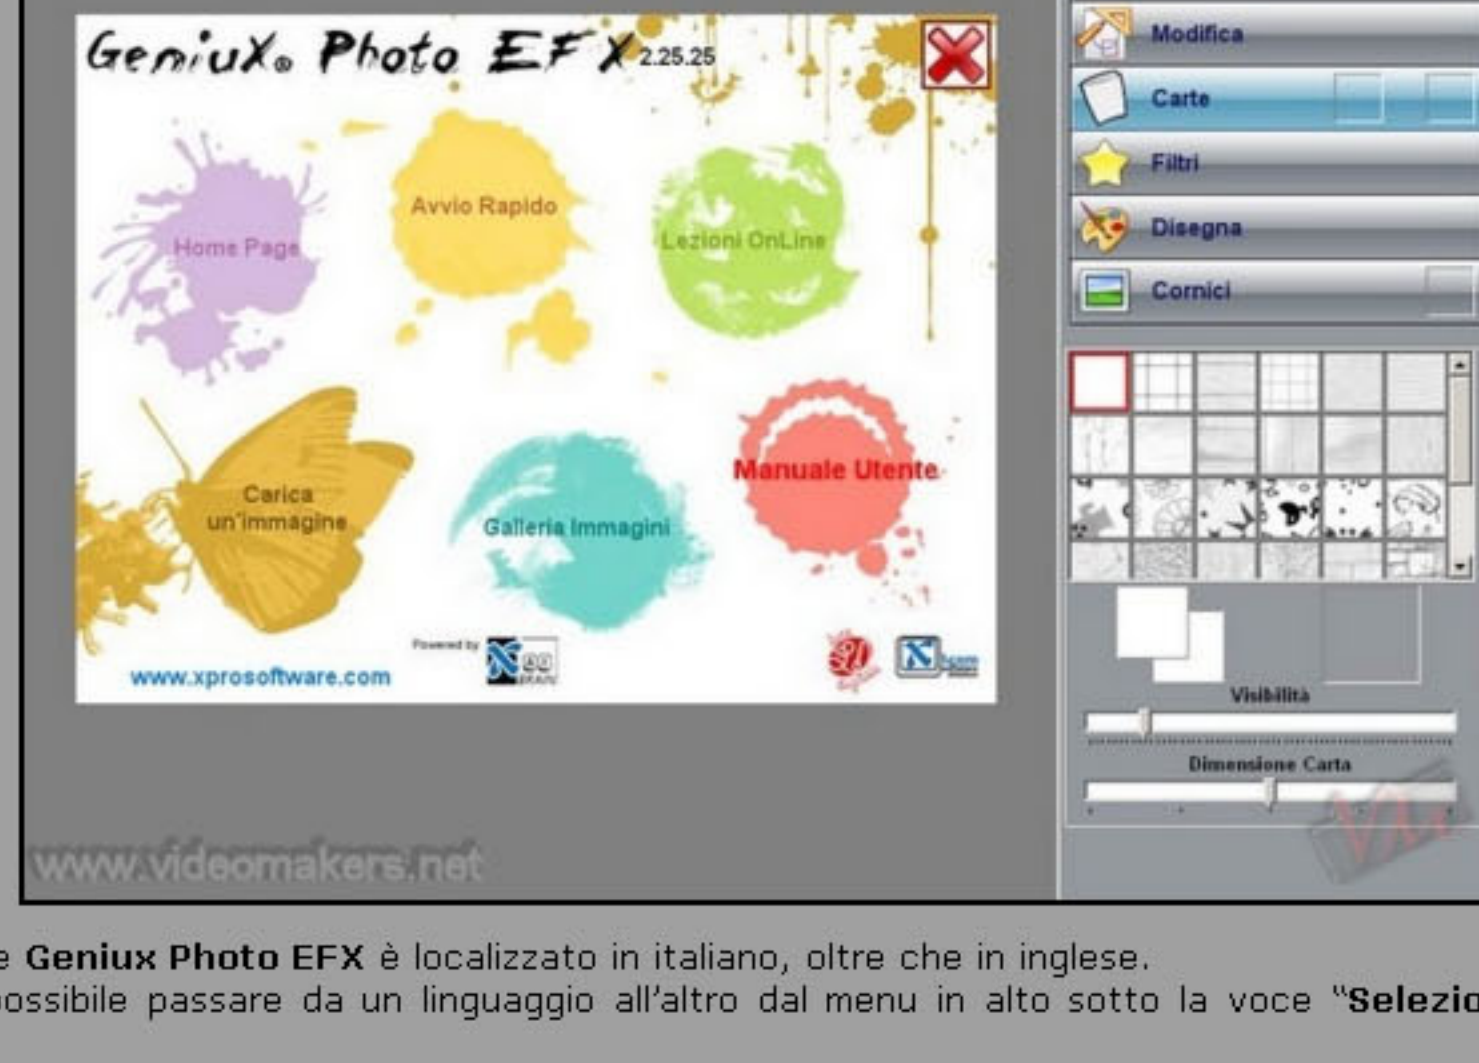 GeniuX® Photo EFX 2.25.25
Home Page
Avvio Rapido
Lezioni OnLine
Carica
un'immagine
Galleria Immagini
Manuale Utente
www.xprosoftware.com
Powered by
Modifica
Carte
Filtri
Disegna
Cornici
Visibilità
Dimensione Carta
www.videomakers.net
e Geniux Photo EFX è localizzato in italiano, oltre che in inglese.
ossibile passare da un linguaggio all'altro dal menu in alto sotto la voce "Selezio